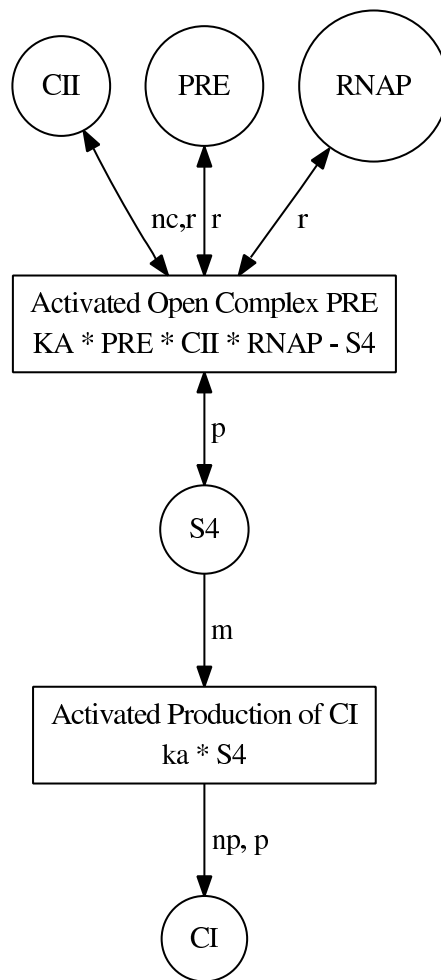 CII
PRE
RNAP
nc,r
r
r
Activated Open Complex PRE
KA * PRE * CII * RNAP - S4
p
S4
m
Activated Production of CI
ka * S4
np, p
CI